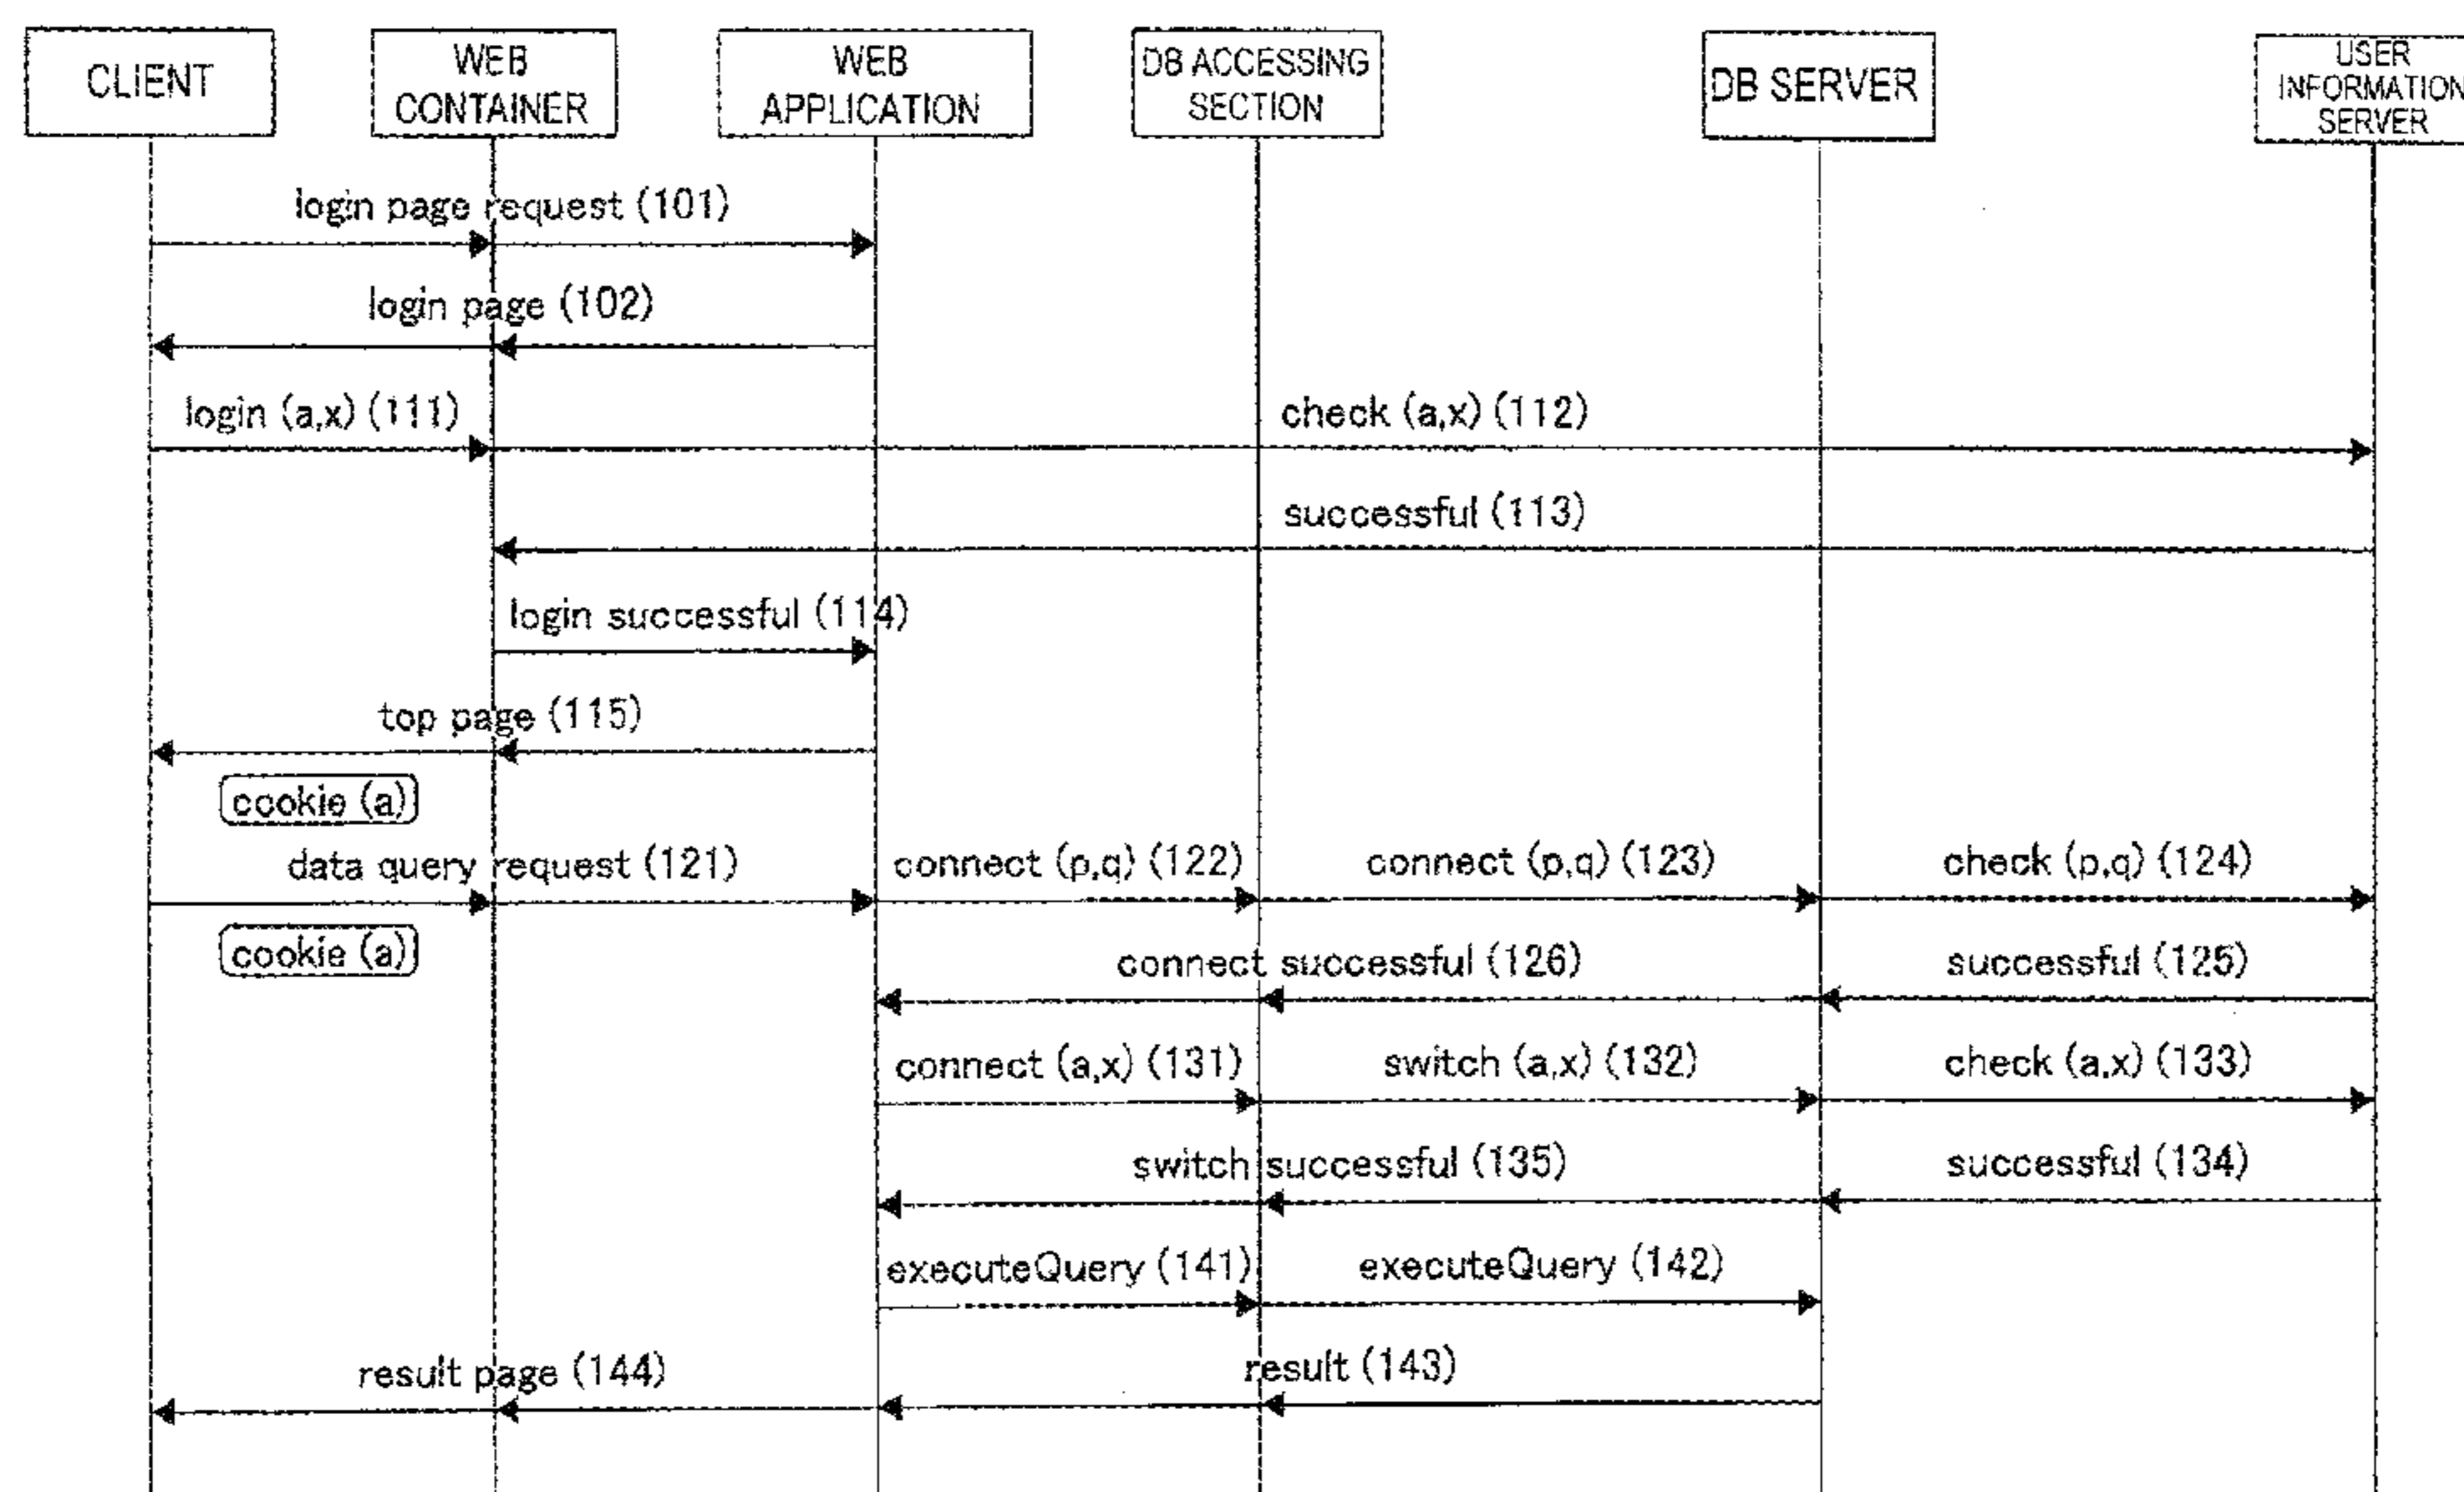 CLIENT
WEB
CONTAINER
WEB
APPLICATION
DB ACCESSING
SECTION
DB SERVER
USER
INFORMATION
SERVER
login page request (101)
login page (102)
login (a,x) (111)
check (a,x) (112)
successful (113)
login successful (114)
top page (115)
cookie (a)
data query request (121)
connect (p,q) (122)
connect (p,q) (123)
check (p,q) (124)
cookie (a)
connect successful (126)
successful (125)
connect (a,x) (131)
switch (a,x) (132)
check (a,x) (133)
switch successful (135)
successful (134)
executeQuery (141)
executeQuery (142)
result page (144)
result (143)